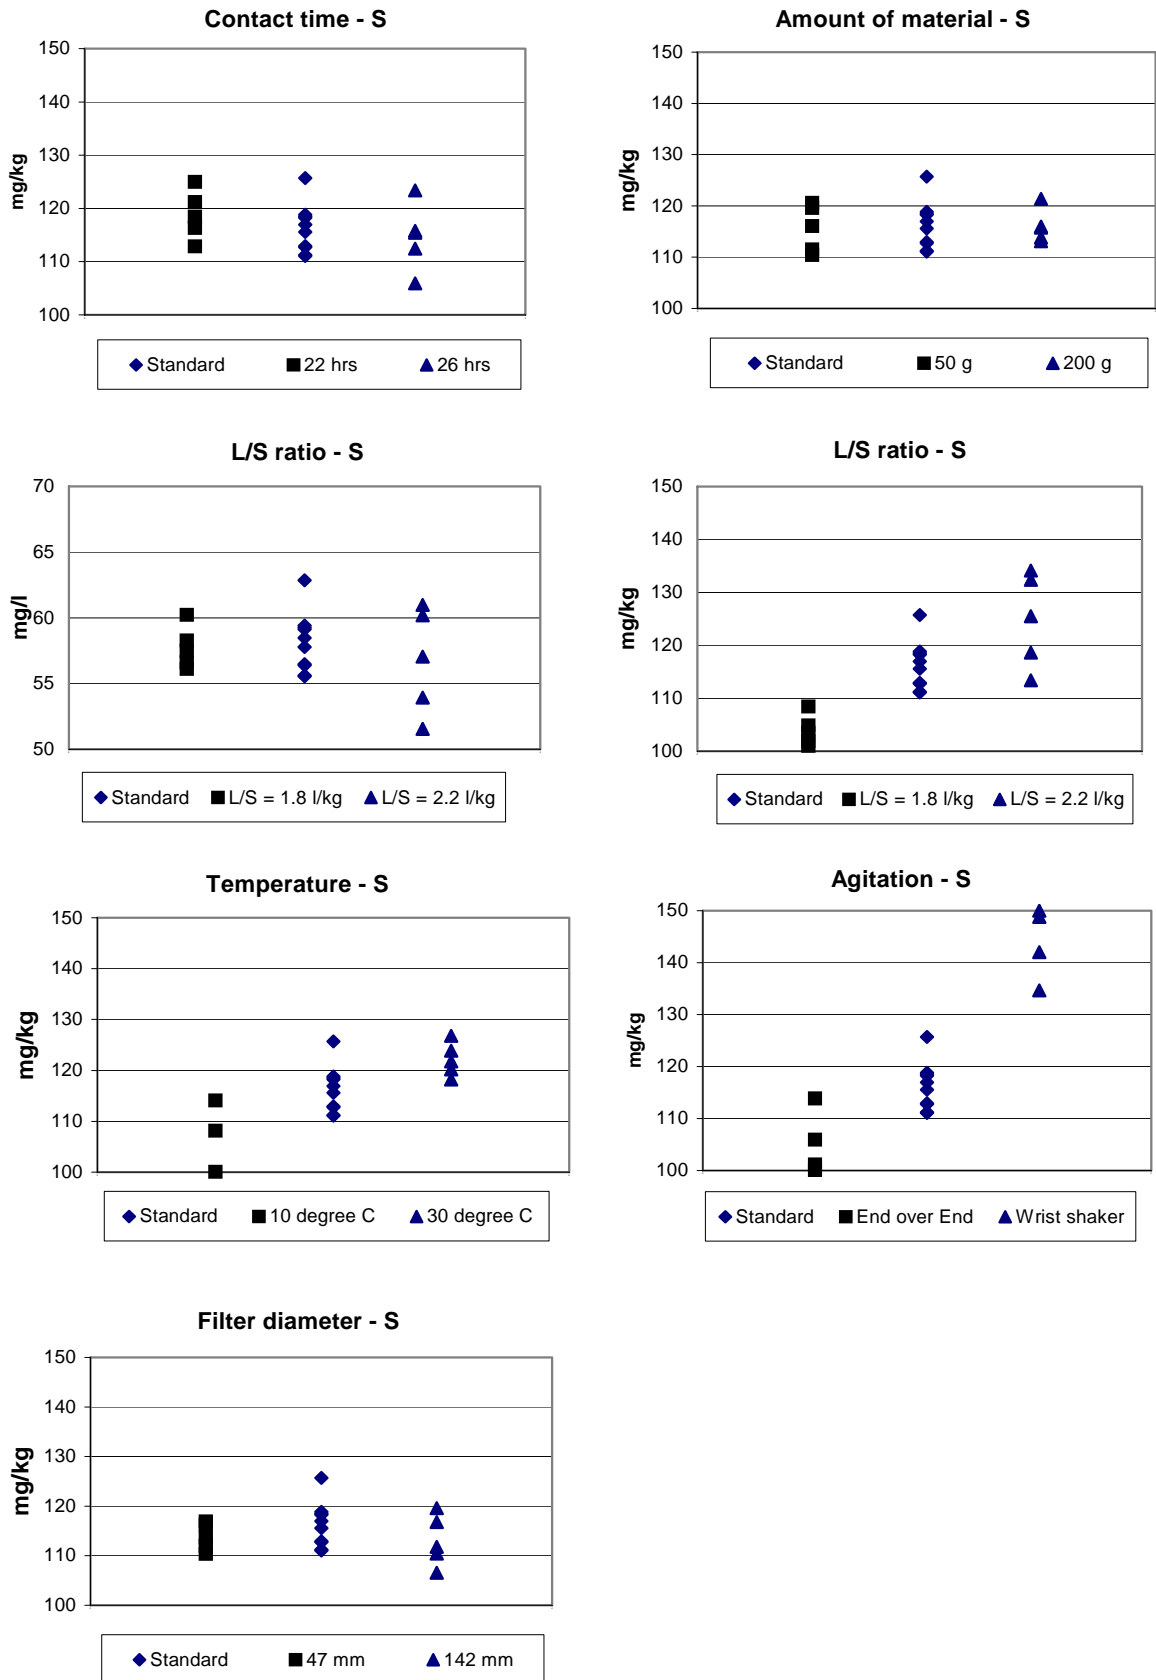 Contact time - S
150
140
130
120
110
100
mg/kg
Standard 22 hrs 26 hrs
Amount of material - S
150
140
130
120
110
100
mg/kg
Standard 50 g 200 g
L/S ratio - S
70
65
60
55
50
mg/l
Standard L/S = 1.8 l/kg L/S = 2.2 l/kg
L/S ratio - S
150
140
130
120
110
100
mg/kg
Standard L/S = 1.8 l/kg L/S = 2.2 l/kg
Temperature - S
150
140
130
120
110
100
mg/kg
Standard 10 degree C 30 degree C
Agitation - S
150
140
130
120
110
100
mg/kg
Standard End over End Wrist shaker
Filter diameter - S
150
140
130
120
110
100
mg/kg
Standard 47 mm 142 mm